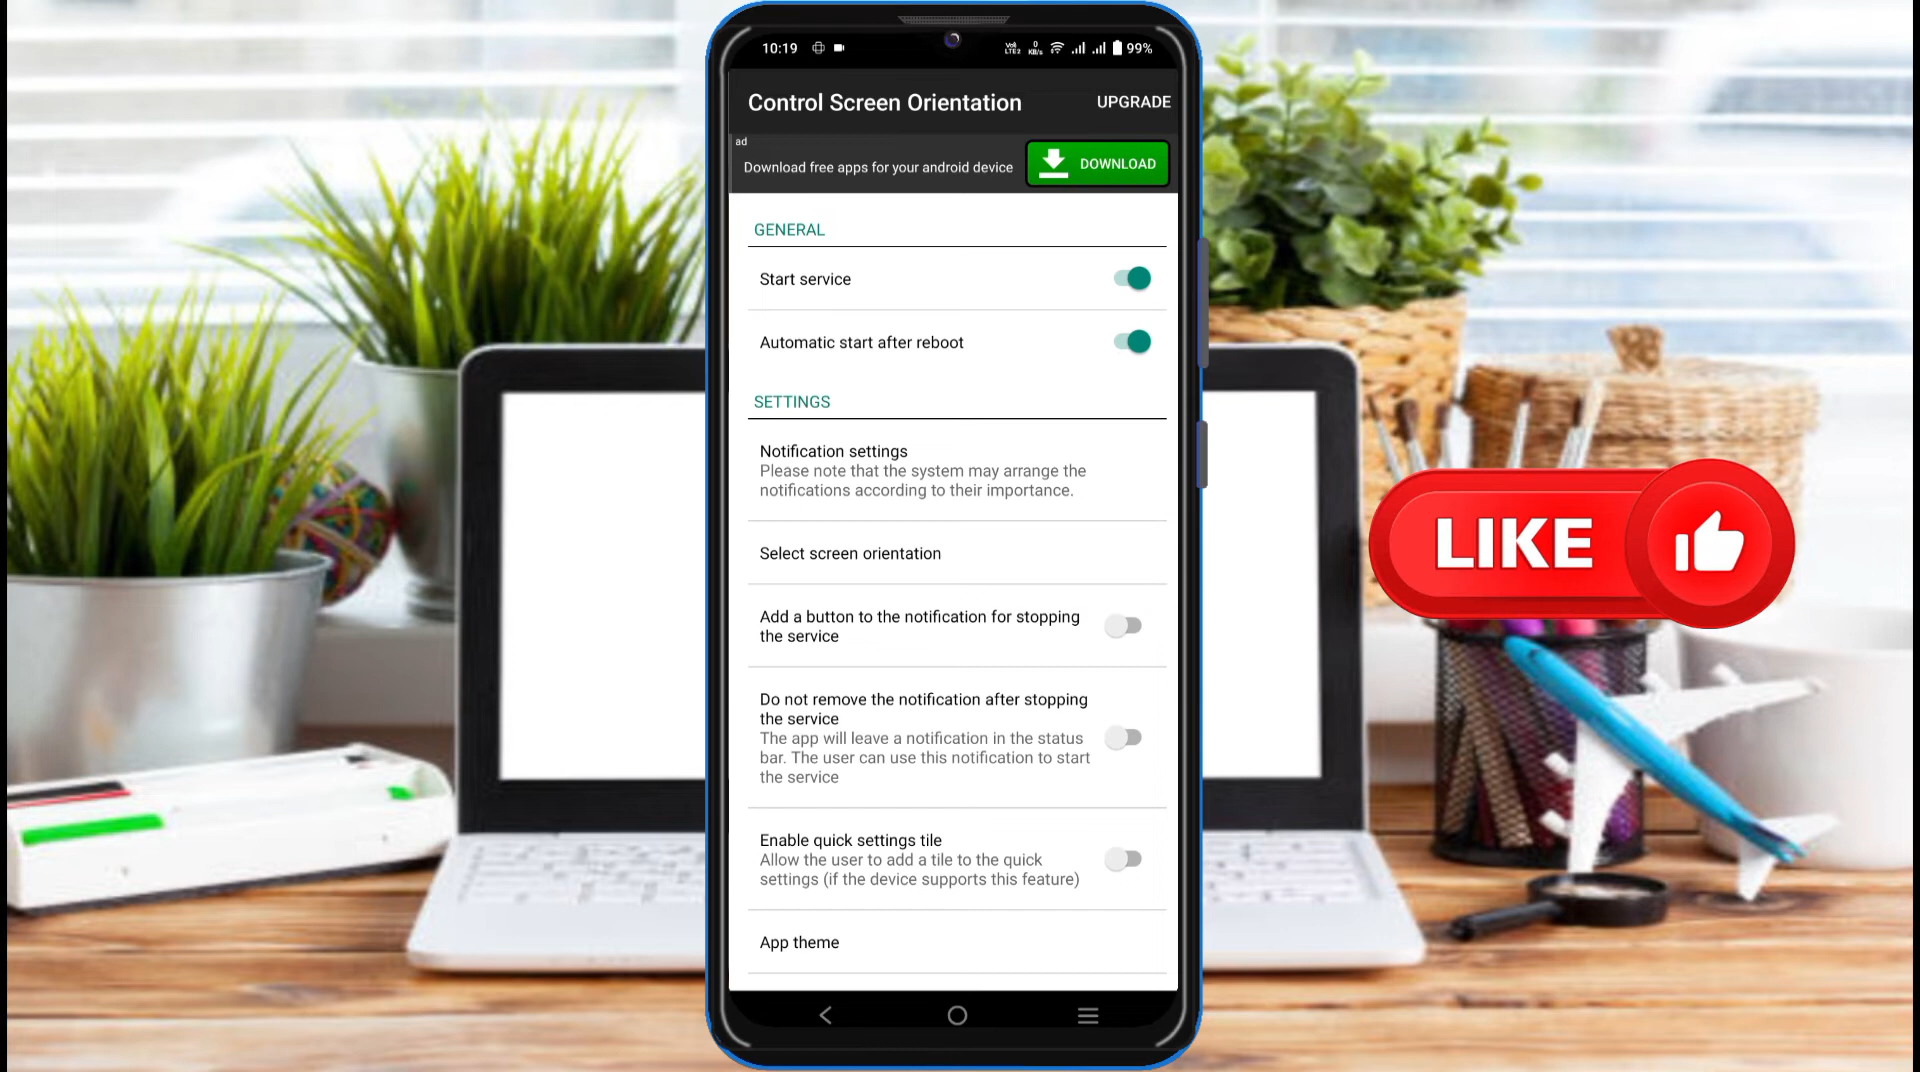 10:19
Vo))
LTE2
0
KB/s
99%
Control Screen Orientation
UPGRADE
ad
Download free apps for your android device
DOWNLOAD
GENERAL
Start service
Automatic start after reboot
SETTINGS
Notification settings
Please note that the system may arrange the
notifications according to their importance.
Select screen orientation
Add a button to the notification for stopping
the service
Do not remove the notification after stopping
the service
The app will leave a notification in the status
bar. The user can use this notification to start
the service
Enable quick settings tile
Allow the user to add a tile to the quick
settings (if the device supports this feature)
App theme
LIKE